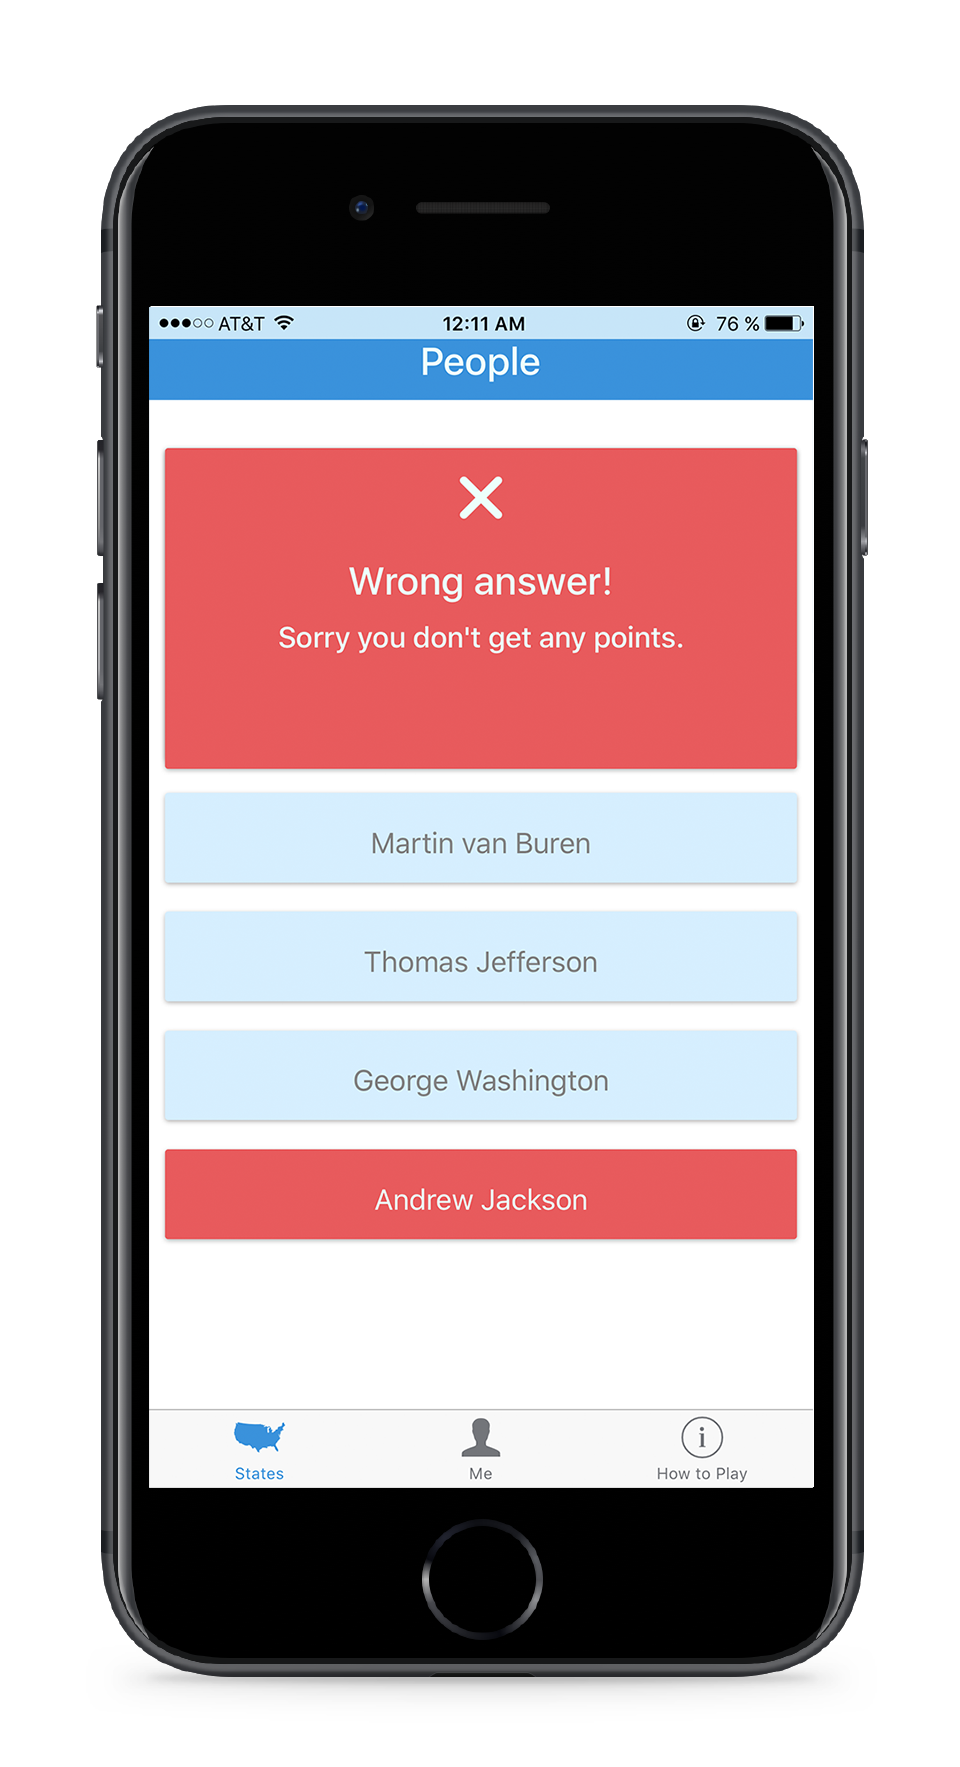 AT&T 12:11 AM 76 %
People
Wrong answer!
Sorry you don't get any points.
Martin van Buren
Thomas Jefferson
George Washington
Andrew Jackson
States Me How to Play